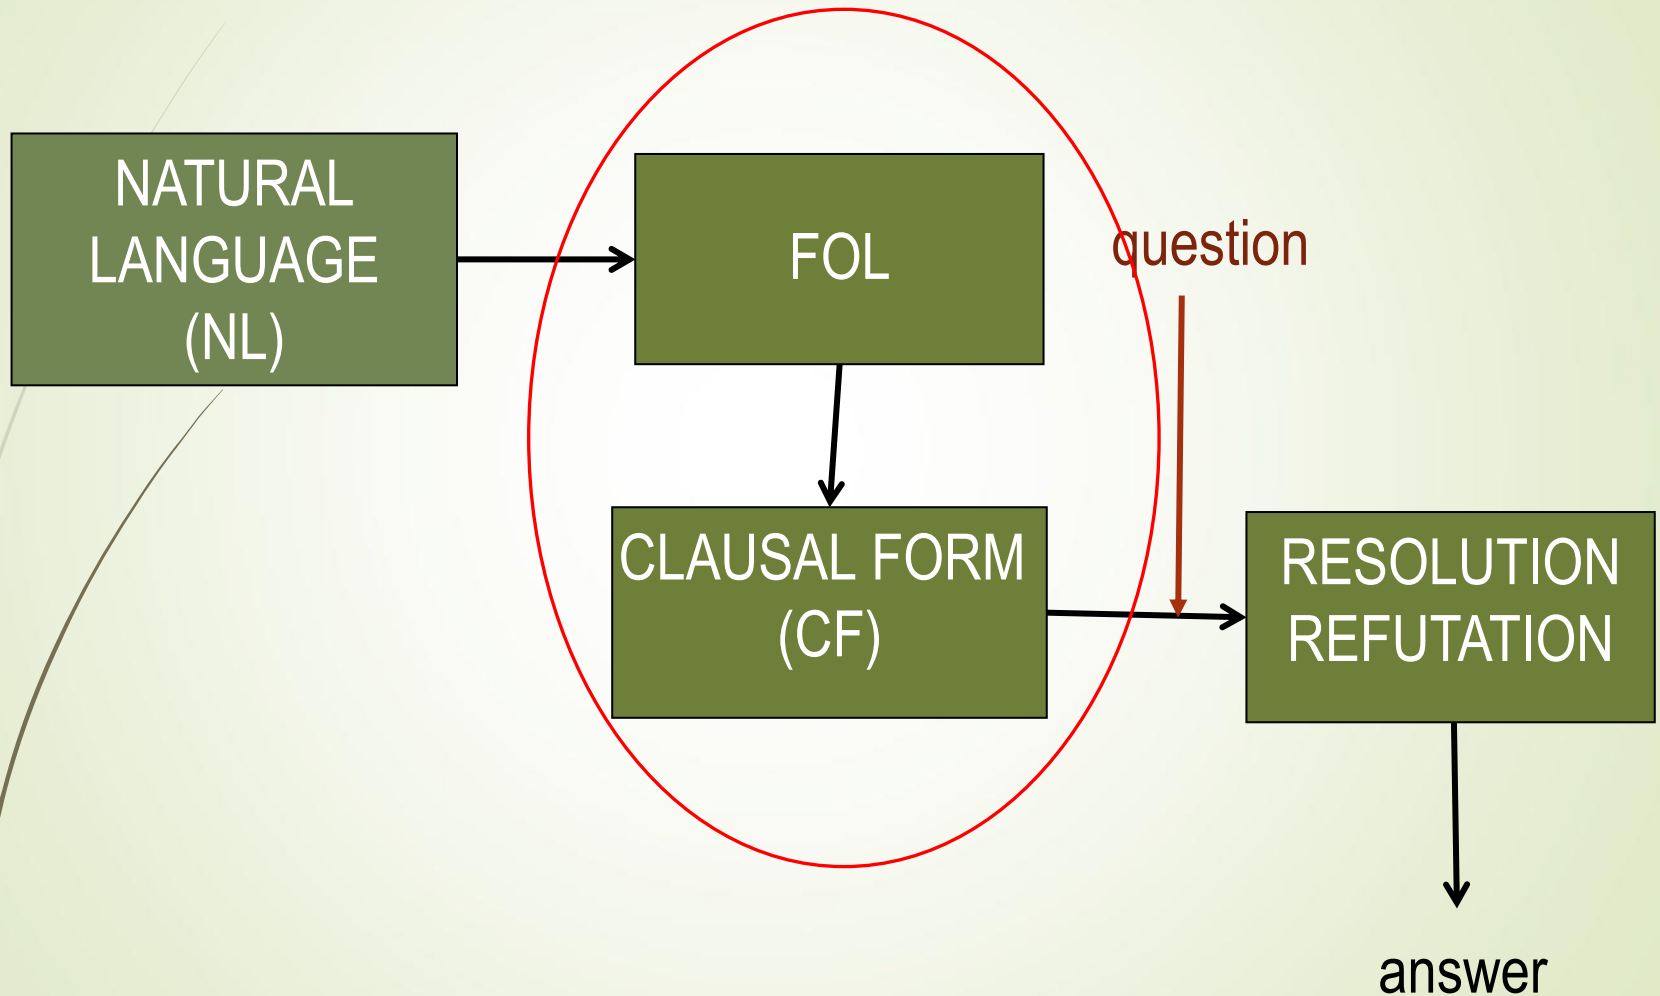 NATURAL
LANGUAGE
(NL)
FOL
question
CLAUSAL FORM
(CF)
RESOLUTION
REFUTATION
answer